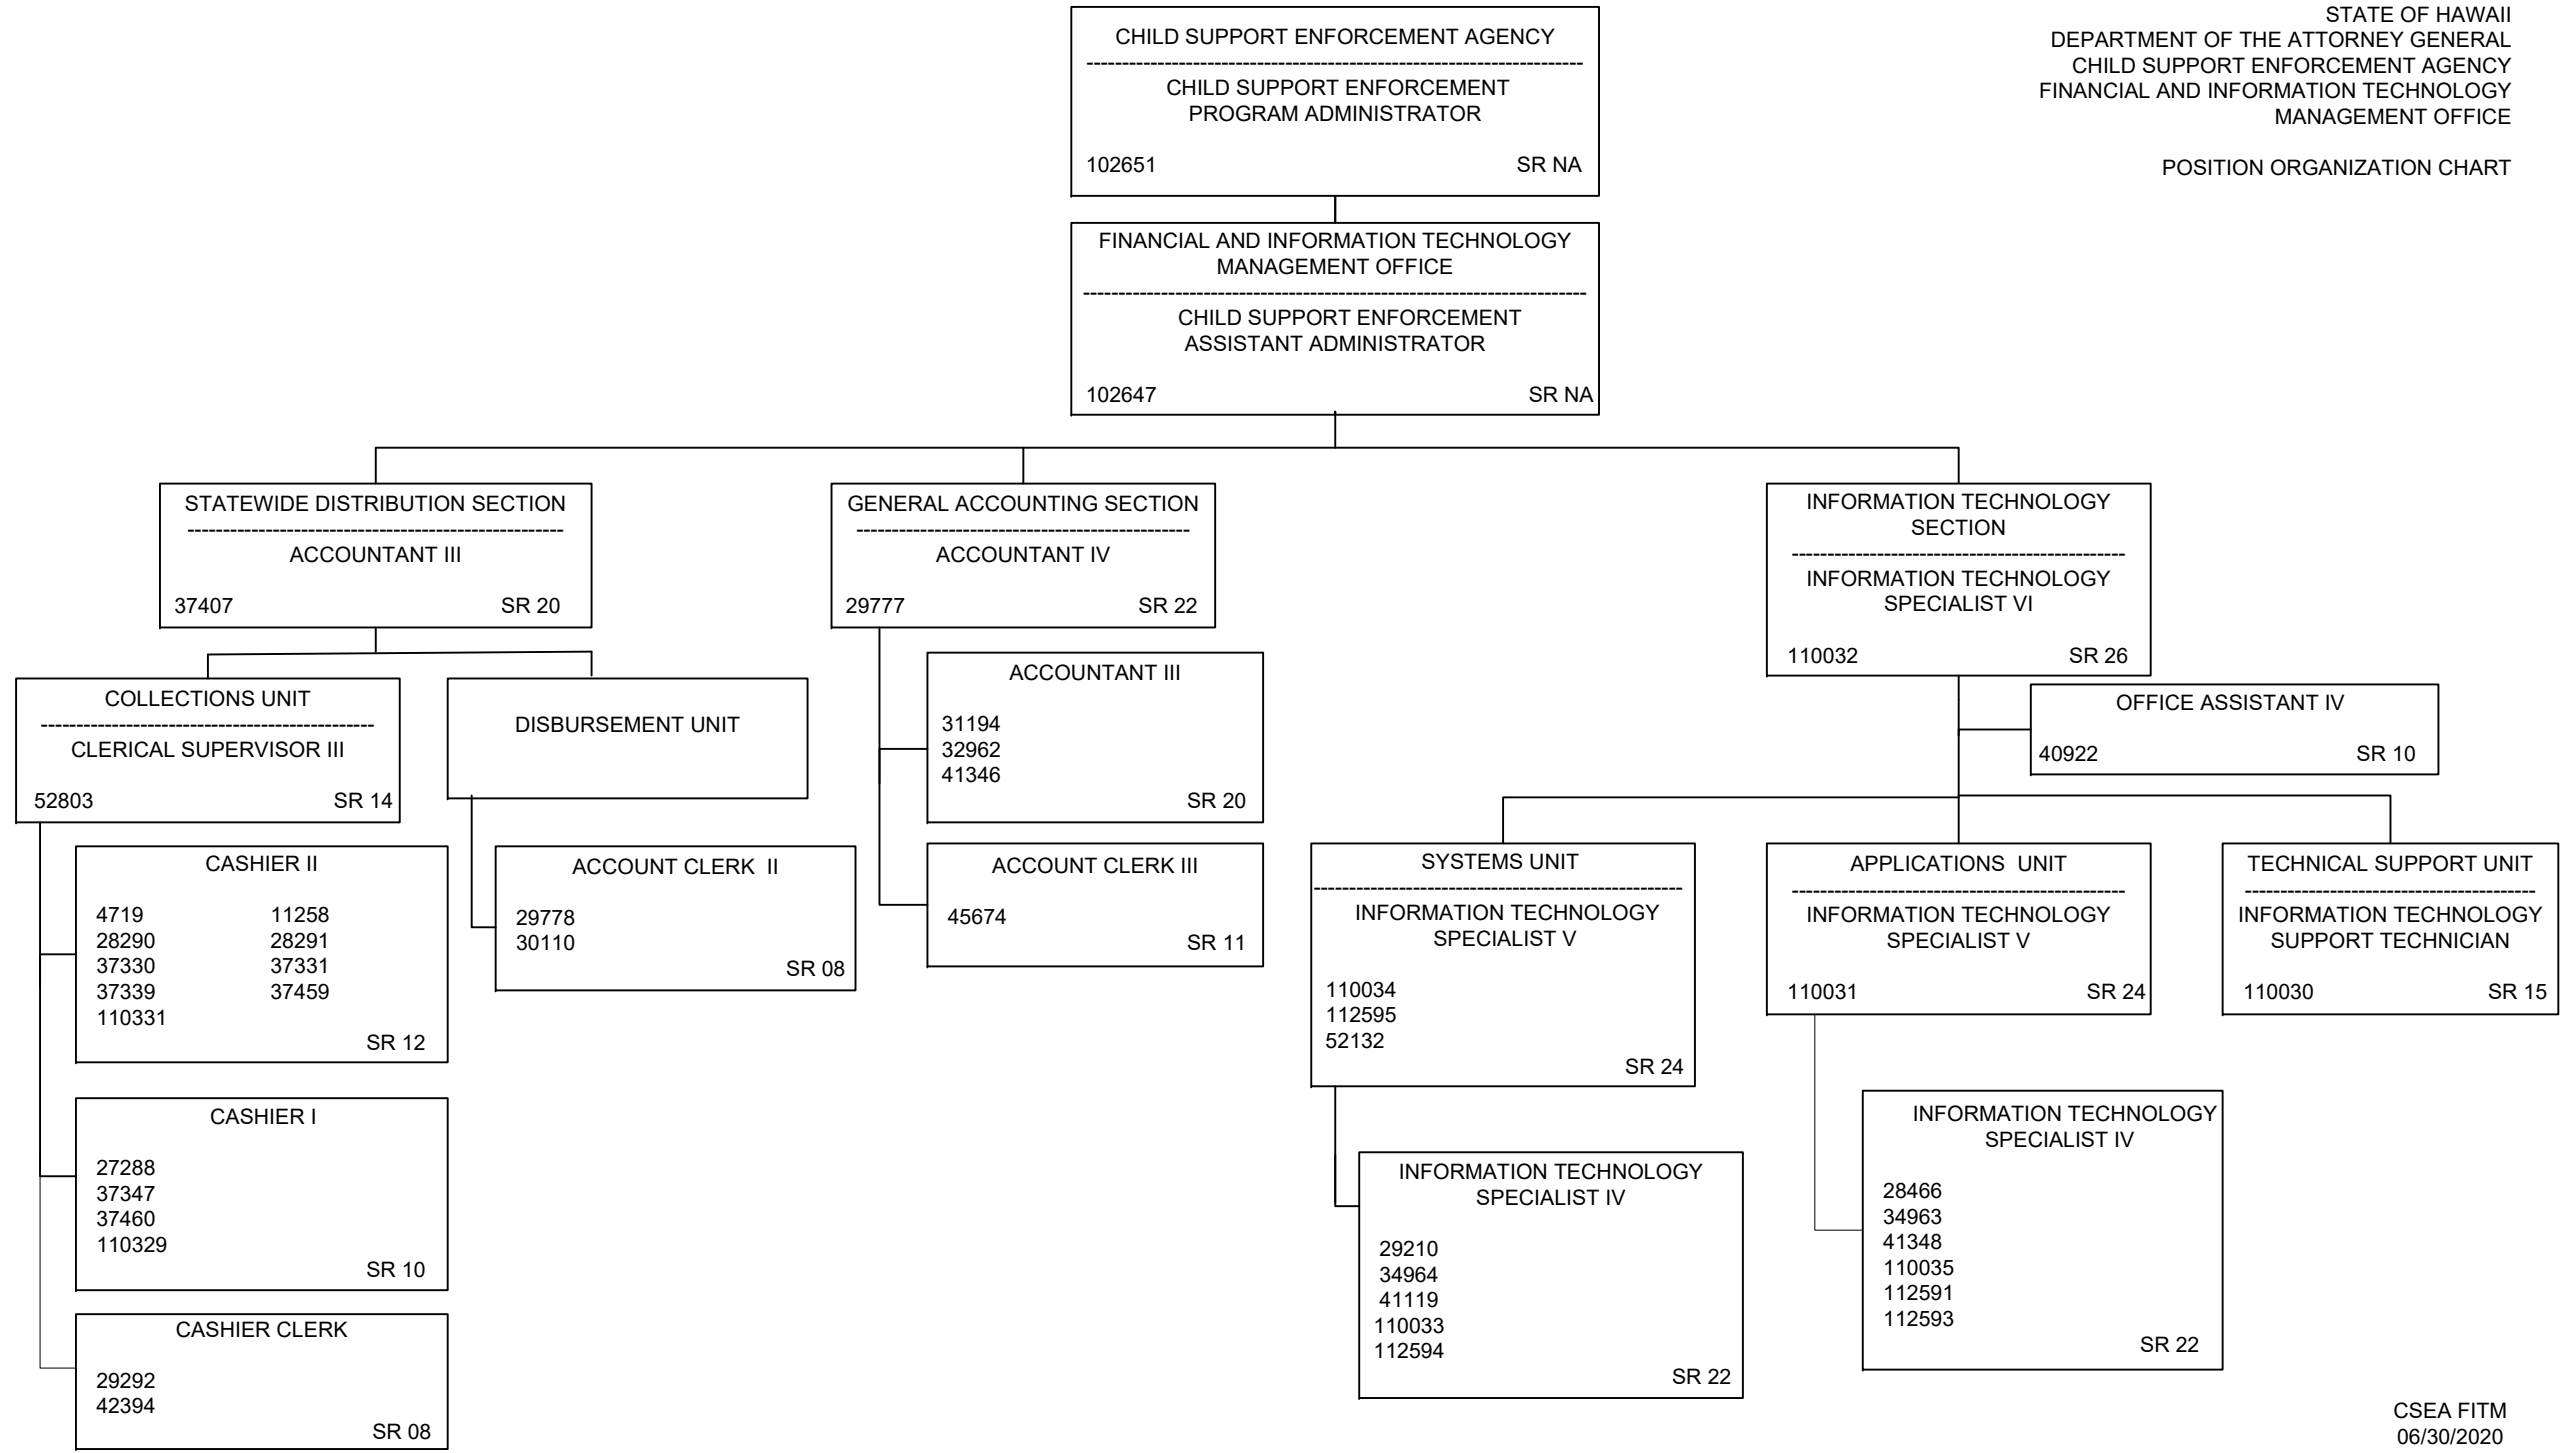 STATE OF HAWAII
DEPARTMENT OF THE ATTORNEY GENERAL
CHILD SUPPORT ENFORCEMENT AGENCY
FINANCIAL AND INFORMATION TECHNOLOGY
MANAGEMENT OFFICE
POSITION ORGANIZATION CHART
CHILD SUPPORT ENFORCEMENT AGENCY
CHILD SUPPORT ENFORCEMENT
PROGRAM ADMINISTRATOR
102651 SR NA
FINANCIAL AND INFORMATION TECHNOLOGY
MANAGEMENT OFFICE
CHILD SUPPORT ENFORCEMENT
ASSISTANT ADMINISTRATOR
102647 SR NA
STATEWIDE DISTRIBUTION SECTION
ACCOUNTANT III
37407 SR 20
COLLECTIONS UNIT
CLERICAL SUPERVISOR III
52803 SR 14
CASHIER II
4719 11258
28290 28291
37330 37331
37339 37459
110331
SR 12
CASHIER I
27288
37347
37460
110329
SR 10
CASHIER CLERK
29292
42394
SR 08
DISBURSEMENT UNIT
ACCOUNT CLERK II
29778
30110
SR 08
GENERAL ACCOUNTING SECTION
ACCOUNTANT IV
29777 SR 22
ACCOUNTANT III
31194
32962
41346
SR 20
ACCOUNT CLERK III
45674
SR 11
INFORMATION TECHNOLOGY
SECTION
INFORMATION TECHNOLOGY
SPECIALIST VI
110032 SR 26
OFFICE ASSISTANT IV
40922 SR 10
SYSTEMS UNIT
INFORMATION TECHNOLOGY
SPECIALIST V
110034
112595
52132
SR 24
INFORMATION TECHNOLOGY
SPECIALIST IV
29210
34964
41119
110033
112594
SR 22
APPLICATIONS UNIT
INFORMATION TECHNOLOGY
SPECIALIST V
110031 SR 24
INFORMATION TECHNOLOGY
SPECIALIST IV
28466
34963
41348
110035
112591
112593
SR 22
TECHNICAL SUPPORT UNIT
INFORMATION TECHNOLOGY
SUPPORT TECHNICIAN
110030 SR 15
CSEA FITM
06/30/2020